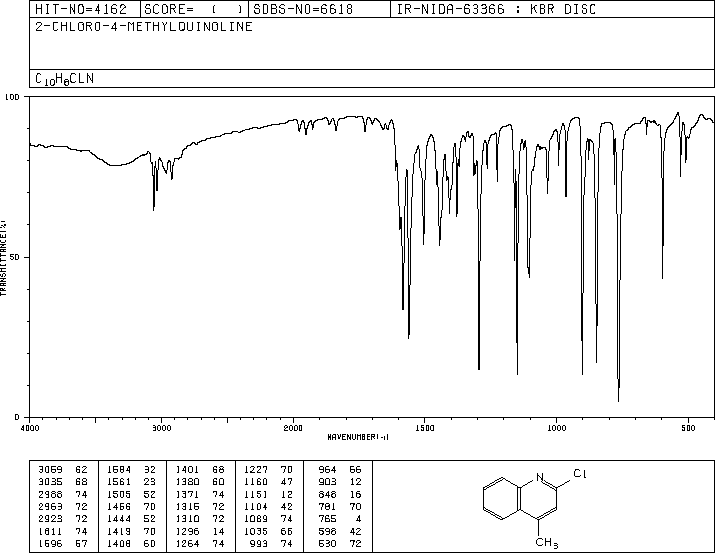 HIT-NO=4162 SCORE= ( ) SDBS-NO=6618 IR-NIDA-63366 : KBR DISC
2-CHLORO-4-METHYLQUINOLINE
C10H8CLN
100
50
0
TRANSMITTANCE(%)
4000 3000 2000 1500 1000 500
WAVENUMBER(-1)
3059 62 1584 32 1401 68 1227 70 964 66
3035 68 1561 23 1380 60 1160 47 903 12
2988 74 1505 52 1371 74 1151 12 848 16
2963 72 1456 70 1315 72 1104 42 781 70
2923 72 1444 52 1310 72 1089 74 765 4
1611 74 1419 70 1296 14 1035 66 598 42
1596 57 1408 60 1264 74 993 74 530 72
N
Cl
CH3